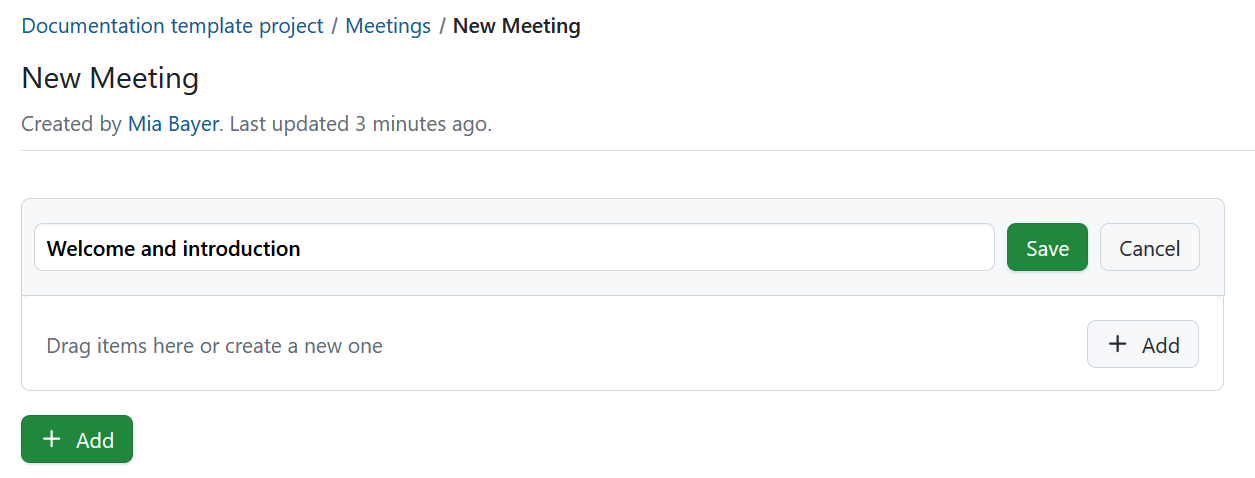 Documentation template project / Meetings / New Meeting
New Meeting
Created by Mia Bayer. Last updated 3 minutes ago.
Welcome and introduction Save Cancel
Drag items here or create a new one + Add
+ Add